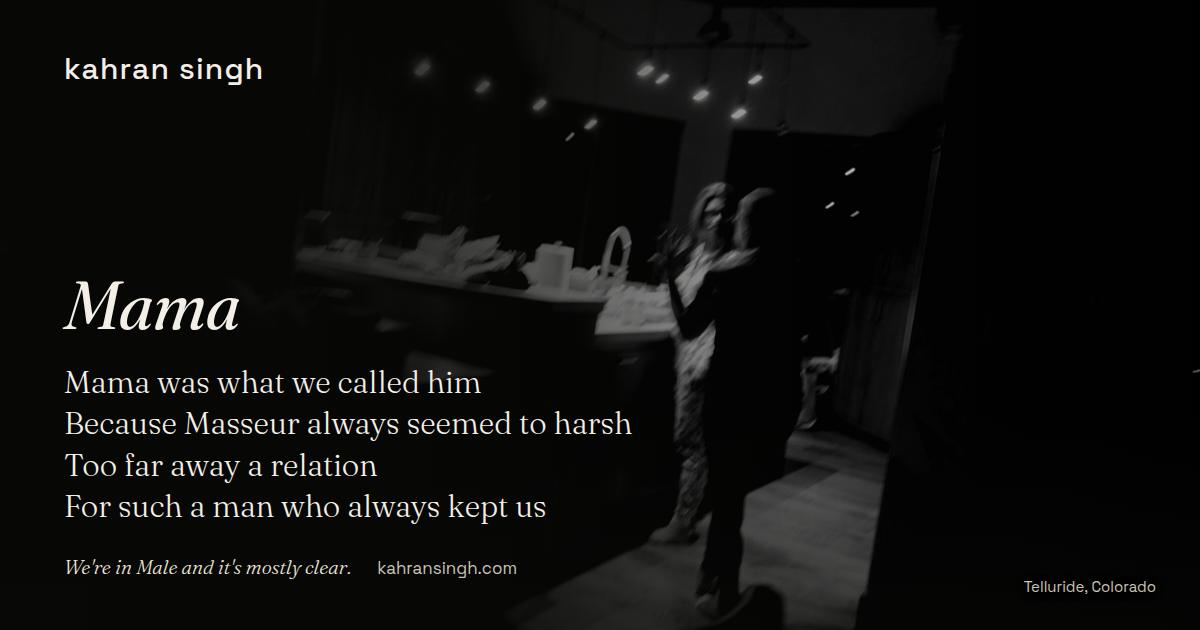 kahran singh
Mama
Mama was what we called him
Because Masseur always seemed to harsh
Too far away a relation
For such a man who always kept us
We're in Male and it's mostly clear. kahransingh.com
Telluride, Colorado